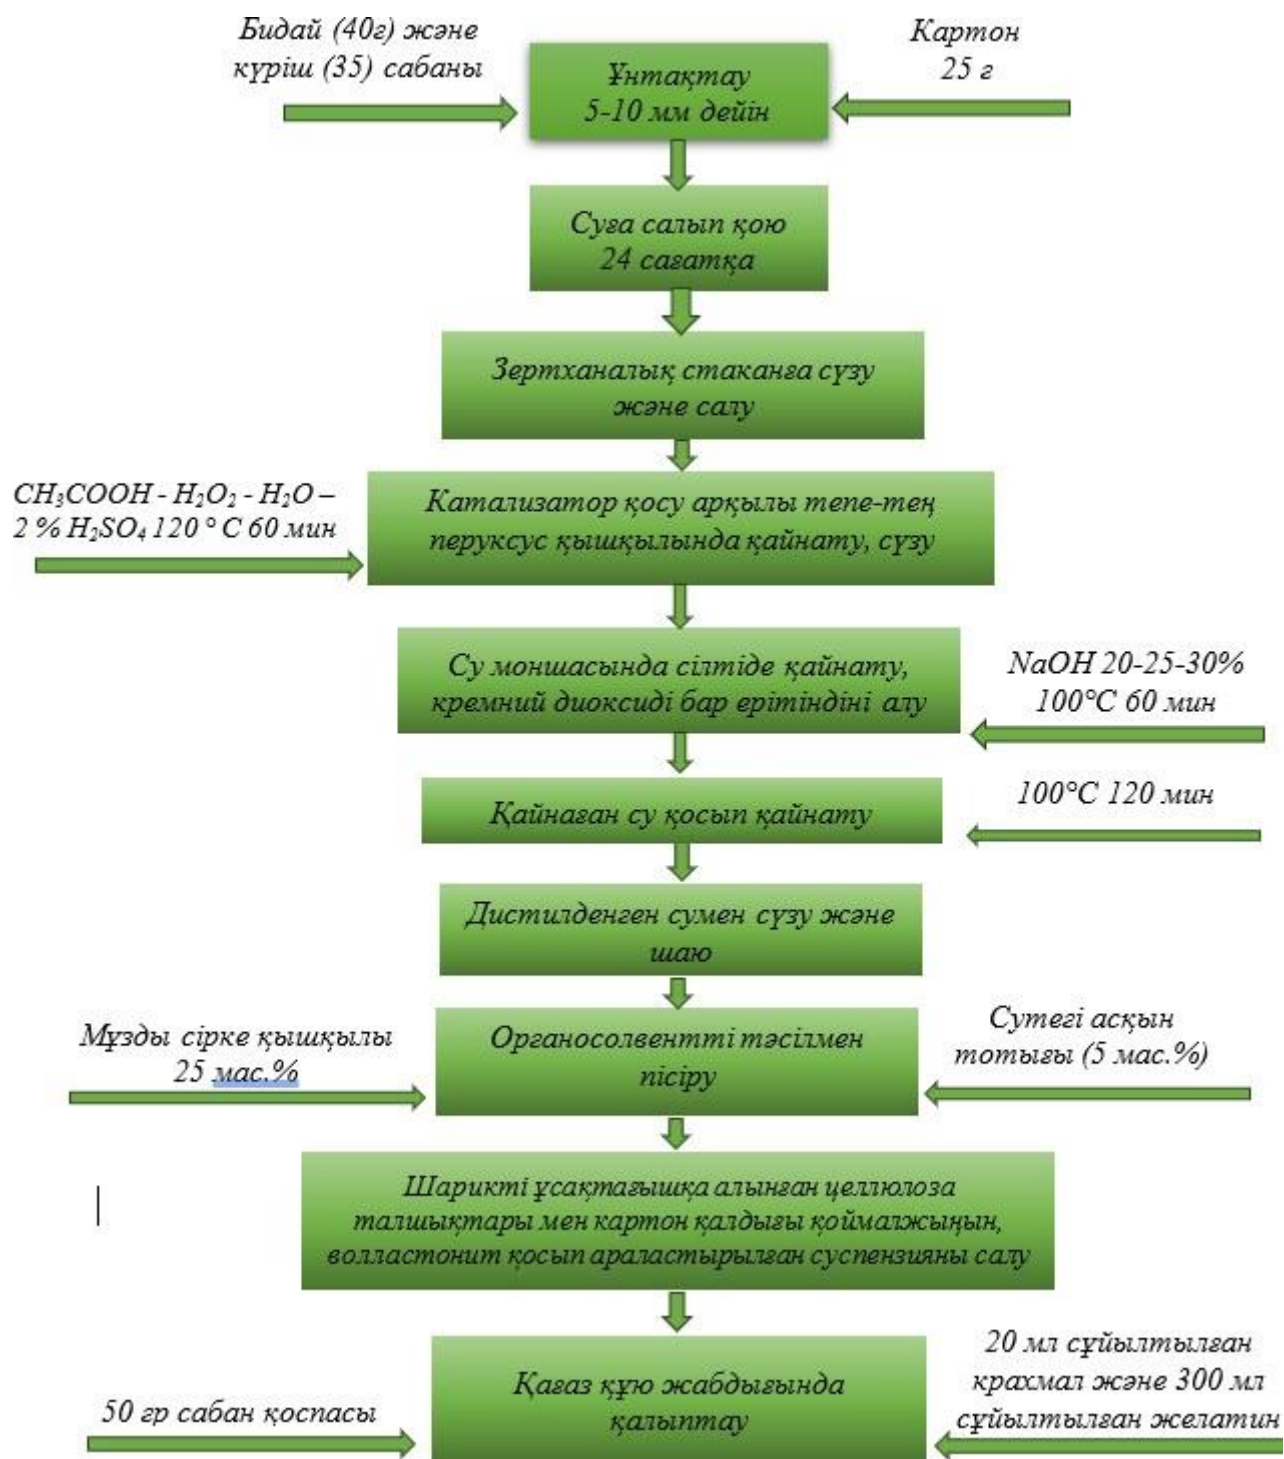 Бидай (40г) және
күріш (35) сабаны
Ұнтақтау
5-10 мм дейін
Картон
25 г
Суға салып қою
24 сағатқа
Зертханалық стаканға сүзу
және салу
CH₃COOH - H₂O₂ - H₂O –
2 % H₂SO₄ 120 ° C 60 мин
Катализатор қосу арқылы тепе-тең
перуксус қышқылында қайнату, сүзу
Су моншасында сілтіде қайнату,
кремний диоксиді бар ерітіндіні алу
NaOH 20-25-30%
100°C 60 мин
Қайнаған су қосып қайнату
100°C 120 мин
Дистилденген сумен сүзу және
шаю
Мұзды сірке қышқылы
25 мас.%
Органосолвентті тәсілмен
пісіру
Сутегі асқын
тотығы (5 мас.%)
Шарикті ұсақтағышқа алынған целлюлоза
талшықтары мен картон қалдығы қоймалжыңын,
волластонит қосып араластырылған суспензияны салу
50 гр сабан қоспасы
Қағаз құю жабдығында
қалыптау
20 мл сұйылтылған
крахмал және 300 мл
сұйылтылған желатин